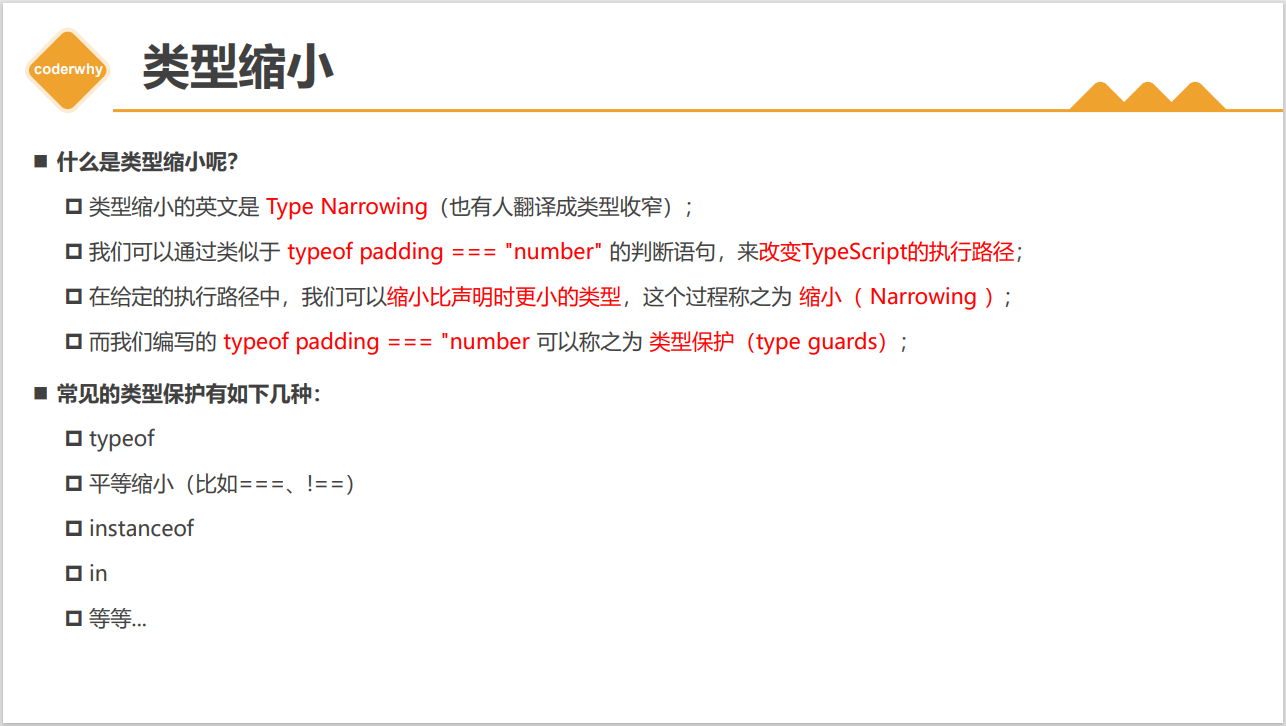 coderwhy
类型缩小
什么是类型缩小呢？
类型缩小的英文是 Type Narrowing（也有人翻译成类型收窄）；
我们可以通过类似于 typeof padding === "number" 的判断语句，来改变TypeScript的执行路径；
在给定的执行路径中，我们可以缩小比声明时更小的类型，这个过程称之为 缩小（ Narrowing ）；
而我们编写的 typeof padding === "number 可以称之为 类型保护（type guards）；
常见的类型保护有如下几种：
typeof
平等缩小（比如===、!==）
instanceof
in
等等...